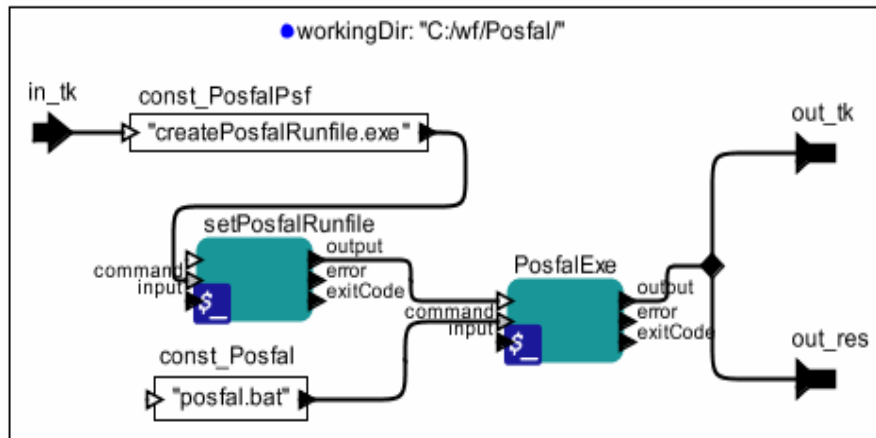 workingDir: "C:/wf/Posfal/"
in_tk
const_PosfalPsf
"createPosfalRunfile.exe"
out_tk
setPosfalRunfile
output
command
error
input
exitCode
$_
PosfalExe
output
command
error
input
exitCode
$_
const_Posfal
"posfal.bat"
out_res